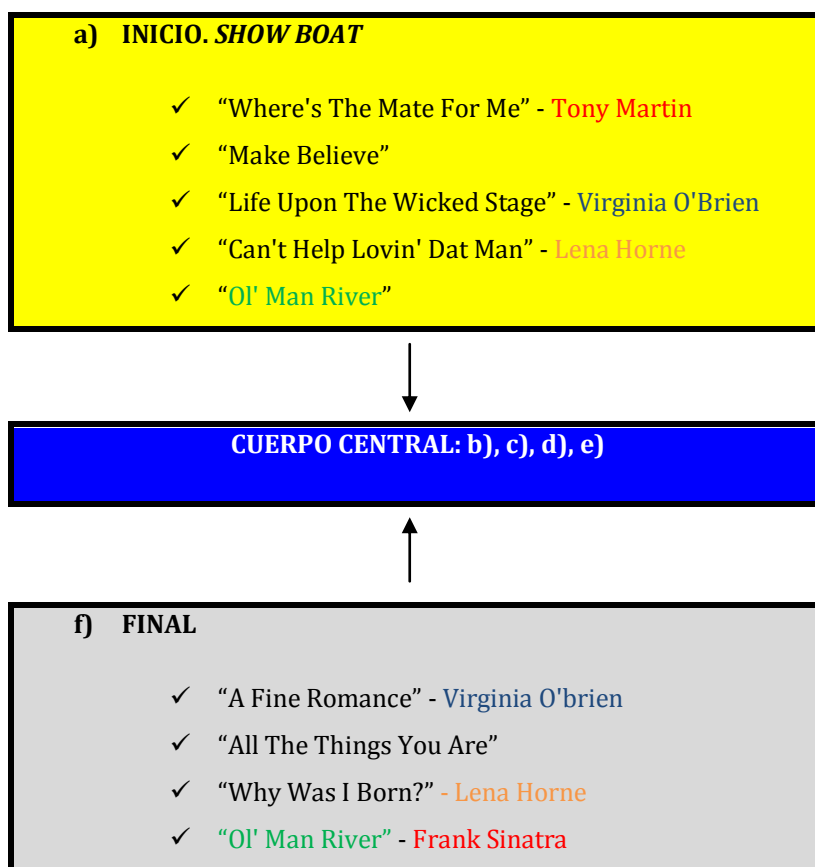 a) INICIO. SHOW BOAT
✓ “Where's The Mate For Me” - Tony Martin
✓ “Make Believe”
✓ “Life Upon The Wicked Stage” - Virginia O'Brien
✓ “Can't Help Lovin' Dat Man” - Lena Horne
✓ “Ol' Man River”
CUERPO CENTRAL: b), c), d), e)
f) FINAL
✓ “A Fine Romance” - Virginia O'brien
✓ “All The Things You Are”
✓ “Why Was I Born?” - Lena Horne
✓ “Ol' Man River” - Frank Sinatra